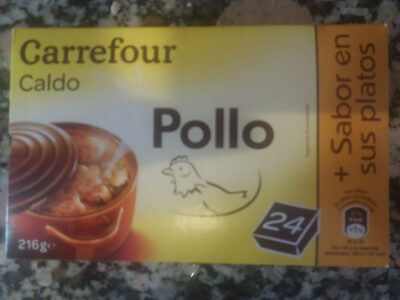 Carrefour
Caldo
Pollo
24
216g℮
+ Sabor en
sus platos